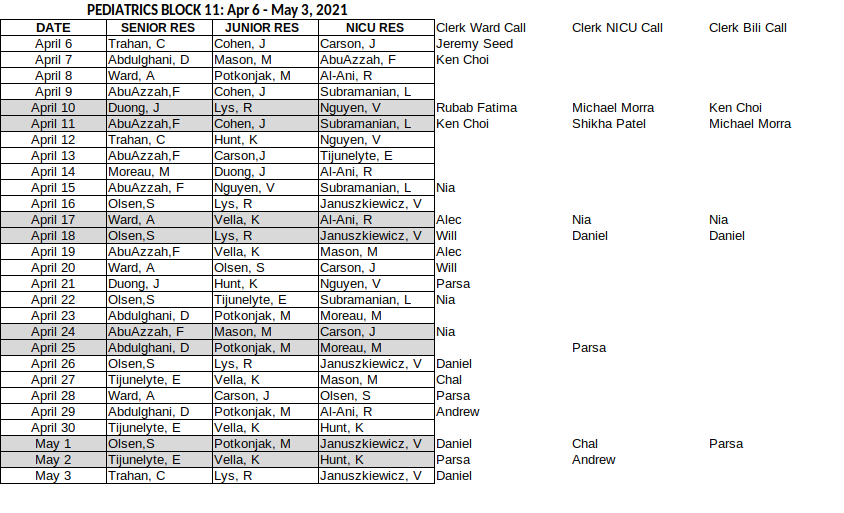 PEDIATRICS BLOCK 11: Apr 6 - May 3, 2021
DATE SENIOR RES JUNIOR RES NICU RES Clerk Ward Call Clerk NICU Call Clerk Bili Call
April 6 Trahan, C Cohen, J Carson, J Jeremy Seed
April 7 Abdulghani, D Mason, M AbuAzzah, F Ken Choi
April 8 Ward, A Potkonjak, M Al-Ani, R
April 9 AbuAzzah,F Cohen, J Subramanian, L
April 10 Duong, J Lys, R Nguyen, V Rubab Fatima Michael Morra Ken Choi
April 11 AbuAzzah,F Cohen, J Subramanian, L Ken Choi Shikha Patel Michael Morra
April 12 Trahan, C Hunt, K Nguyen, V
April 13 AbuAzzah,F Carson,J Tijunelyte, E
April 14 Moreau, M Duong, J Al-Ani, R
April 15 AbuAzzah, F Nguyen, V Subramanian, L Nia
April 16 Olsen,S Lys, R Januszkiewicz, V
April 17 Ward, A Vella, K Al-Ani, R Alec Nia Nia
April 18 Olsen,S Lys, R Januszkiewicz, V Will Daniel Daniel
April 19 AbuAzzah,F Vella, K Mason, M Alec
April 20 Ward, A Olsen, S Carson, J Will
April 21 Duong, J Hunt, K Nguyen, V Parsa
April 22 Olsen,S Tijunelyte, E Subramanian, L Nia
April 23 Abdulghani, D Potkonjak, M Moreau, M
April 24 AbuAzzah, F Mason, M Carson, J Nia
April 25 Abdulghani, D Potkonjak, M Moreau, M Parsa
April 26 Olsen,S Lys, R Januszkiewicz, V Daniel
April 27 Tijunelyte, E Vella, K Mason, M Chal
April 28 Ward, A Carson, J Olsen, S Parsa
April 29 Abdulghani, D Potkonjak, M Al-Ani, R Andrew
April 30 Tijunelyte, E Vella, K Hunt, K
May 1 Olsen,S Potkonjak, M Januszkiewicz, V Daniel Chal Parsa
May 2 Tijunelyte, E Vella, K Hunt, K Parsa Andrew
May 3 Trahan, C Lys, R Januszkiewicz, V Daniel